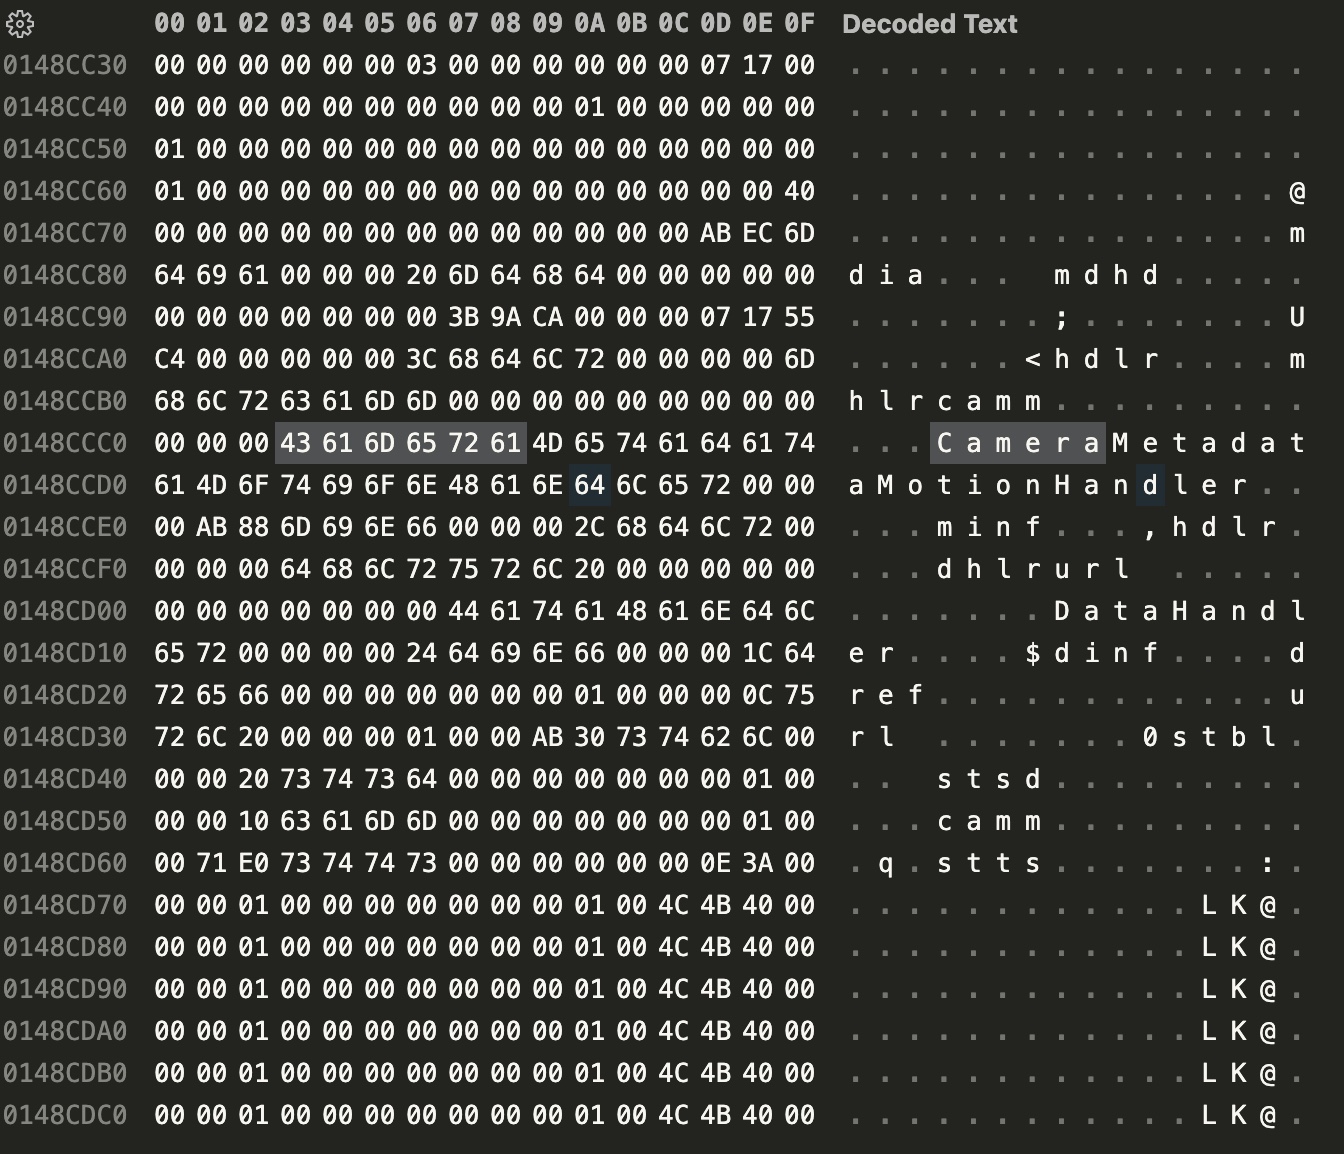 00 01 02 03 04 05 06 07 08 09 0A 0B 0C 0D 0E 0F Decoded Text
0148CC30 00 00 00 00 00 00 03 00 00 00 00 00 00 07 17 00 . . . . . . . . . . . . . . . .
0148CC40 00 00 00 00 00 00 00 00 00 00 01 00 00 00 00 00 . . . . . . . . . . . . . . . .
0148CC50 01 00 00 00 00 00 00 00 00 00 00 00 00 00 00 00 . . . . . . . . . . . . . . . .
0148CC60 01 00 00 00 00 00 00 00 00 00 00 00 00 00 00 40 . . . . . . . . . . . . . . . @
0148CC70 00 00 00 00 00 00 00 00 00 00 00 00 00 AB EC 6D . . . . . . . . . . . . . . . m
0148CC80 64 69 61 00 00 00 20 6D 64 68 64 00 00 00 00 00 d i a . . .   m d h d . . . . .
0148CC90 00 00 00 00 00 00 00 3B 9A CA 00 00 00 07 17 55 . . . . . . . ; . . . . . . . U
0148CCA0 C4 00 00 00 00 00 3C 68 64 6C 72 00 00 00 00 6D . . . . . . < h d l r . . . . m
0148CCB0 68 6C 72 63 61 6D 6D 00 00 00 00 00 00 00 00 00 h l r c a m m . . . . . . . . .
0148CCC0 00 00 00 43 61 6D 65 72 61 4D 65 74 61 64 61 74 . . . C a m e r a M e t a d a t
0148CCD0 61 4D 6F 74 69 6F 6E 48 61 6E 64 6C 65 72 00 00 a M o t i o n H a n d l e r . .
0148CCE0 00 AB 88 6D 69 6E 66 00 00 00 2C 68 64 6C 72 00 . . . m i n f . . . , h d l r .
0148CCF0 00 00 00 64 68 6C 72 75 72 6C 20 00 00 00 00 00 . . . d h l r u r l   . . . . .
0148CD00 00 00 00 00 00 00 00 44 61 74 61 48 61 6E 64 6C . . . . . . . D a t a H a n d l
0148CD10 65 72 00 00 00 00 24 64 69 6E 66 00 00 00 1C 64 e r . . . . $ d i n f . . . . d
0148CD20 72 65 66 00 00 00 00 00 00 00 01 00 00 00 0C 75 r e f . . . . . . . . . . . . u
0148CD30 72 6C 20 00 00 00 01 00 00 AB 30 73 74 62 6C 00 r l   . . . . . . . 0 s t b l .
0148CD40 00 00 20 73 74 73 64 00 00 00 00 00 00 00 01 00 . .   s t s d . . . . . . . . .
0148CD50 00 00 10 63 61 6D 6D 00 00 00 00 00 00 00 01 00 . . . c a m m . . . . . . . . .
0148CD60 00 71 E0 73 74 74 73 00 00 00 00 00 00 0E 3A 00 . q . s t t s . . . . . . . : .
0148CD70 00 00 01 00 00 00 00 00 00 00 01 00 4C 4B 40 00 . . . . . . . . . . . . L K @ .
0148CD80 00 00 01 00 00 00 00 00 00 00 01 00 4C 4B 40 00 . . . . . . . . . . . . L K @ .
0148CD90 00 00 01 00 00 00 00 00 00 00 01 00 4C 4B 40 00 . . . . . . . . . . . . L K @ .
0148CDA0 00 00 01 00 00 00 00 00 00 00 01 00 4C 4B 40 00 . . . . . . . . . . . . L K @ .
0148CDB0 00 00 01 00 00 00 00 00 00 00 01 00 4C 4B 40 00 . . . . . . . . . . . . L K @ .
0148CDC0 00 00 01 00 00 00 00 00 00 00 01 00 4C 4B 40 00 . . . . . . . . . . . . L K @ .